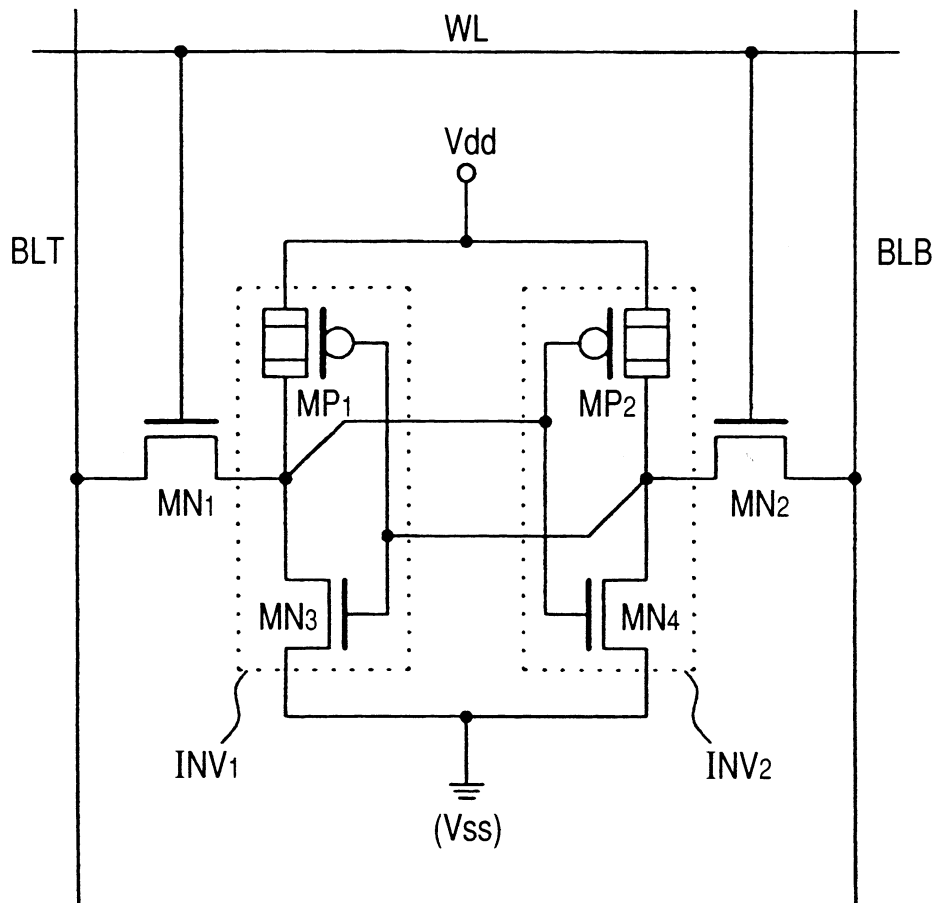 WL
Vdd
BLT
BLB
MP1
MP2
MN1
MN2
MN3
MN4
INV1
INV2
(Vss)